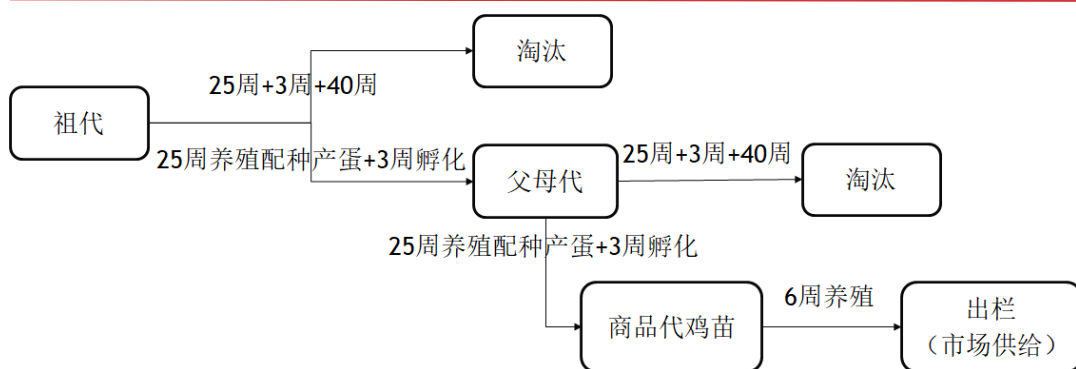 淘汰
25周+3周+40周
祖代
25周养殖配种产蛋+3周孵化
父母代
25周+3周+40周
淘汰
25周养殖配种产蛋+3周孵化
商品代鸡苗
6周养殖
出栏
（市场供给）